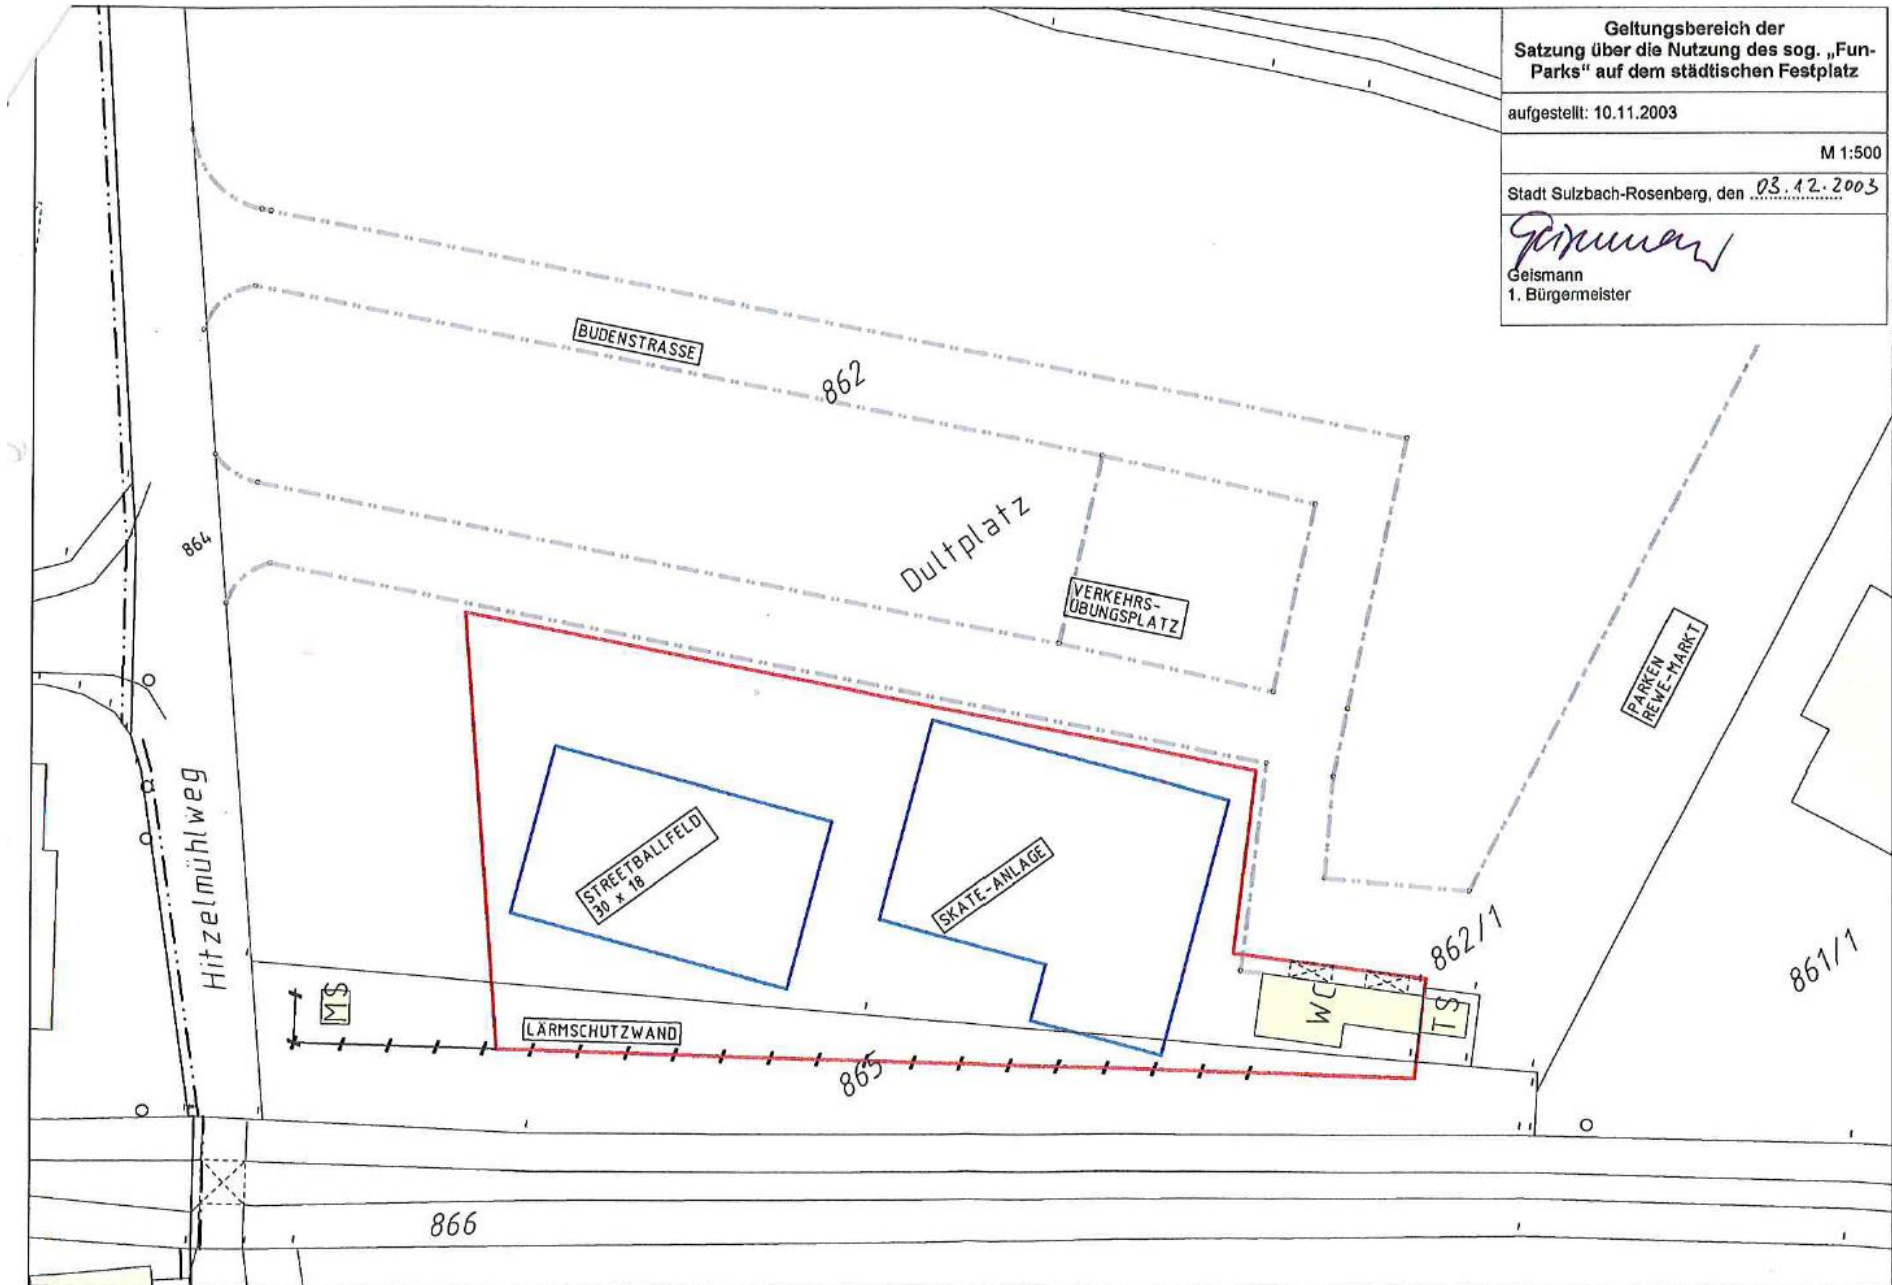 Geltungsbereich der
Satzung über die Nutzung des sog. „Fun-
Parks“ auf dem städtischen Festplatz
aufgestellt: 10.11.2003
M 1:500
Stadt Sulzbach-Rosenberg, den 03.12.2003
Geismann
1. Bürgermeister
BUDENSTRASSE
862
Dultplatz
864
VERKEHRS-
ÜBUNGSPLATZ
PARKEN
REWE-MARKT
Hitzelmühlweg
STREETBALLFELD
30 x 18
SKATE-ANLAGE
862/1
861/1
MS
WC
TS
LÄRMSCHUTZWAND
865
866